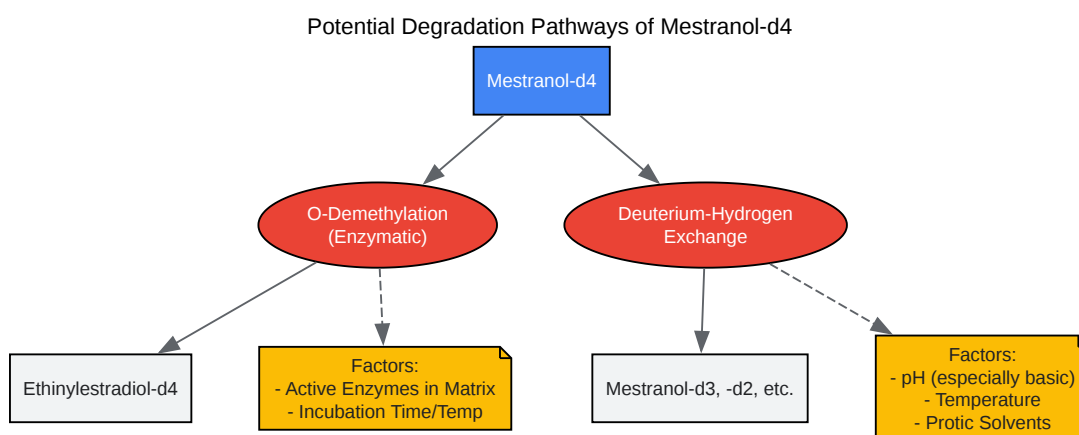 Potential Degradation Pathways of Mestranol-d4
Mestranol-d4
O-Demethylation
(Enzymatic)
Deuterium-Hydrogen
Exchange
Ethinylestradiol-d4
Factors:
- Active Enzymes in Matrix
- Incubation Time/Temp
Mestranol-d3, -d2, etc.
Factors:
- pH (especially basic)
- Temperature
- Protic Solvents